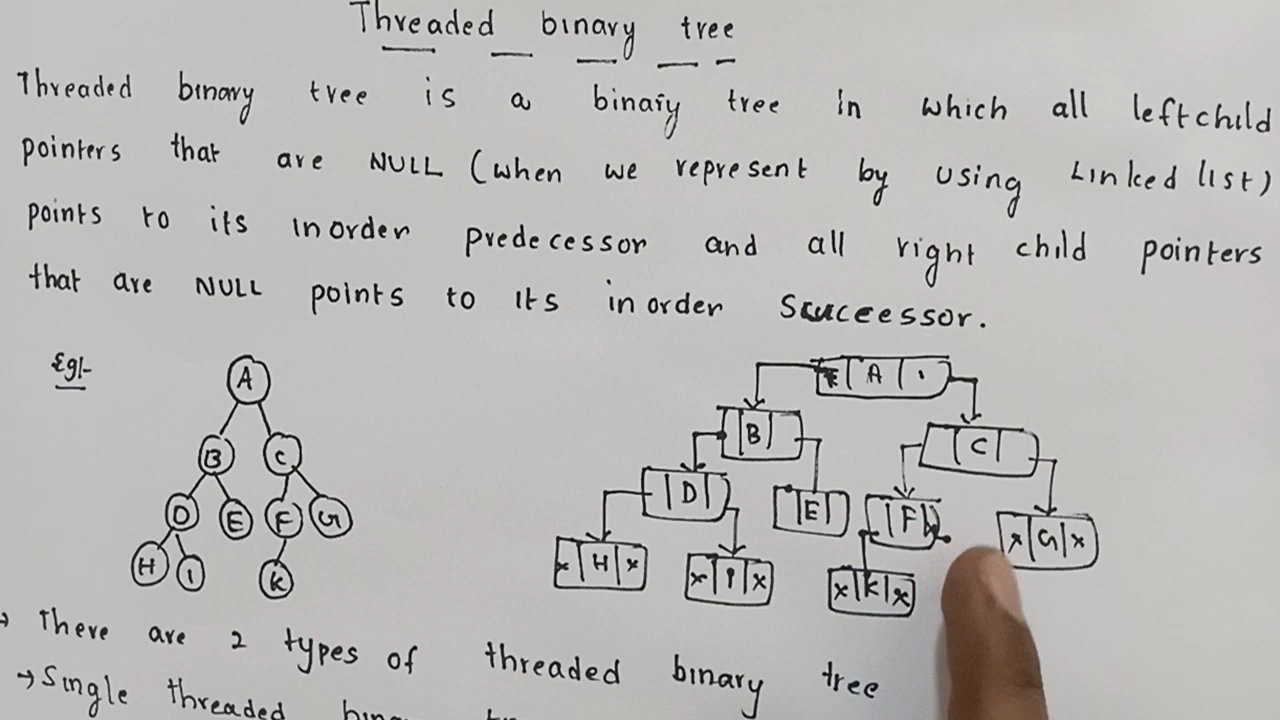 Threaded binary tree
Threaded binary tree is a binary tree in which all leftchild
pointers that are NULL (when we represent by using Linked list)
points to its inorder predecessor and all right child pointers
that are NULL points to its inorder
Eg:-
A
B C
D E F G
H I K
A
B C
D E F x G x
x H x x I x x K x
→ There are 2 types of threaded binary tree
→ Single threaded